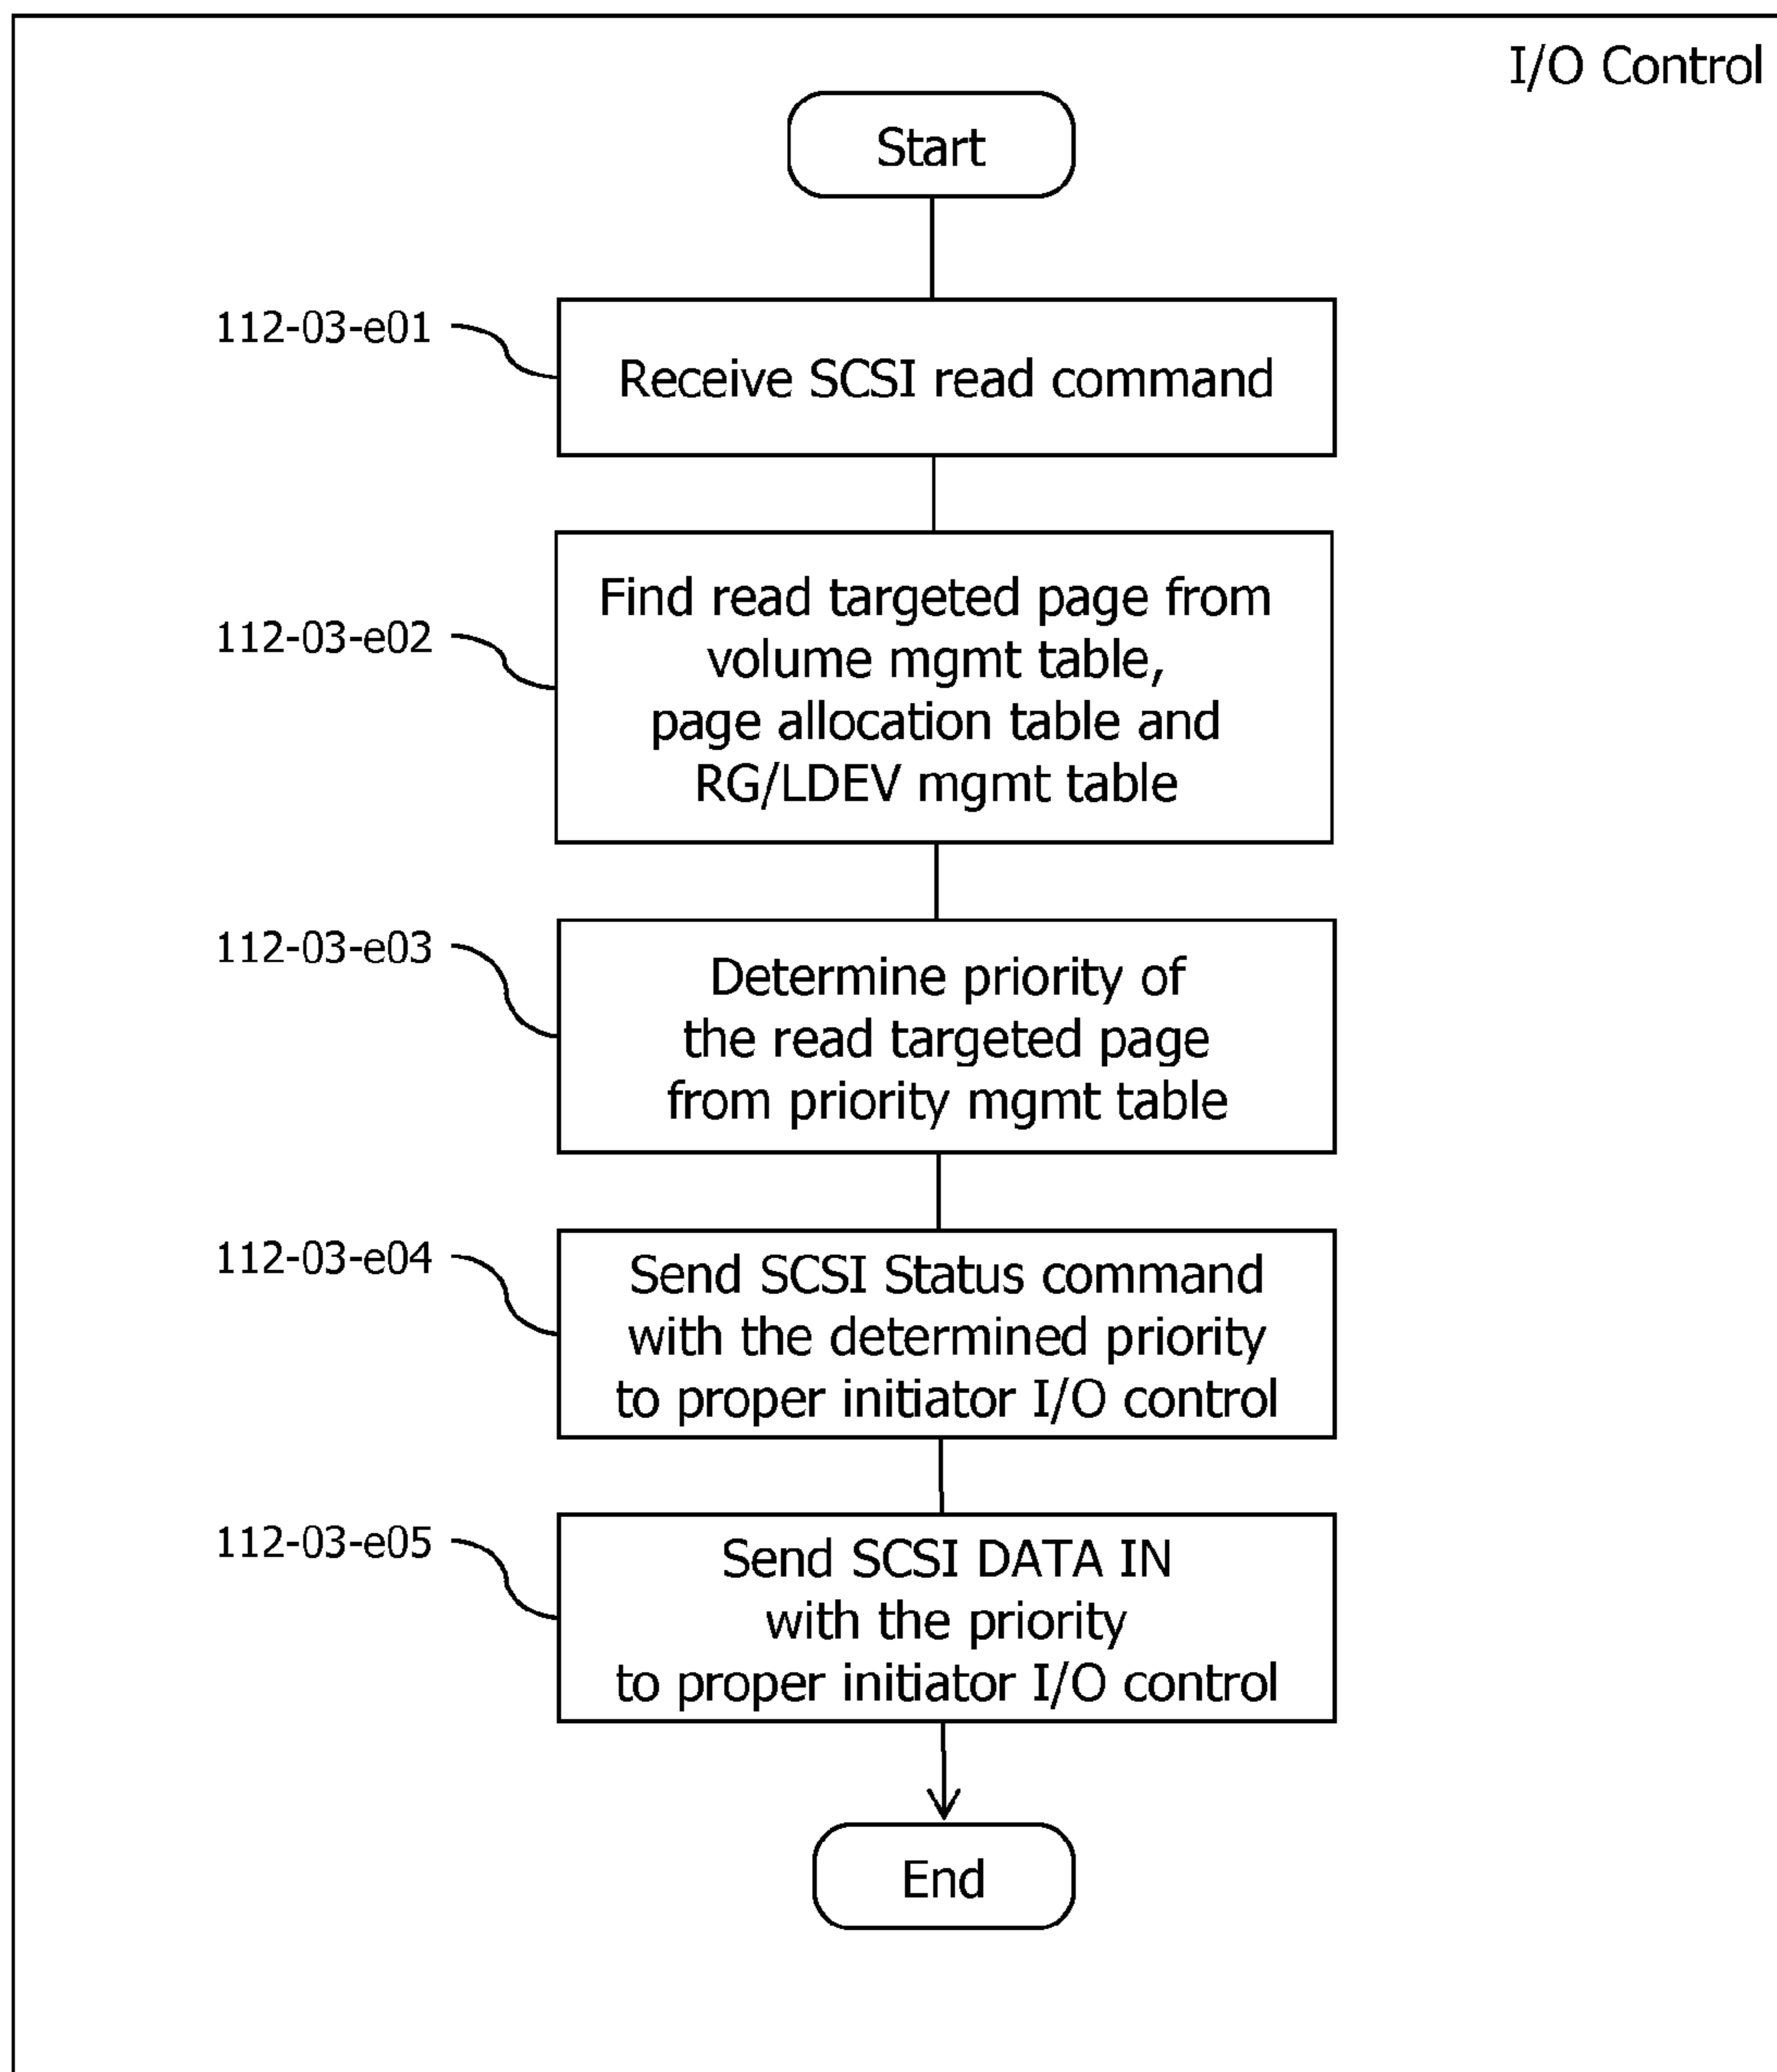 I/O Control
Start
112-03-e01
Receive SCSI read command
112-03-e02
Find read targeted page from
volume mgmt table,
page allocation table and
RG/LDEV mgmt table
112-03-e03
Determine priority of
the read targeted page
from priority mgmt table
112-03-e04
Send SCSI Status command
with the determined priority
to proper initiator I/O control
112-03-e05
Send SCSI DATA IN
with the priority
to proper initiator I/O control
End